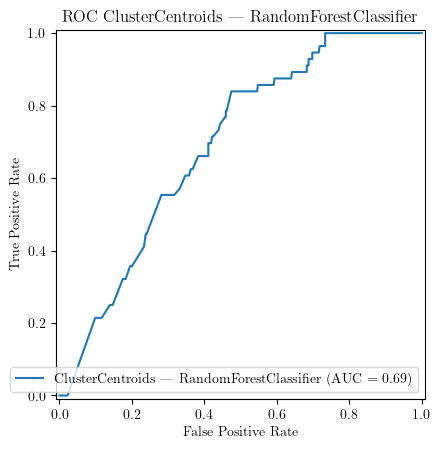 ROC ClusterCentroids — RandomForestClassifier
True Positive Rate
1.0
0.8
0.6
0.4
0.2
0.0
ClusterCentroids — RandomForestClassifier (AUC = 0.69)
0.0 0.2 0.4 0.6 0.8 1.0
False Positive Rate